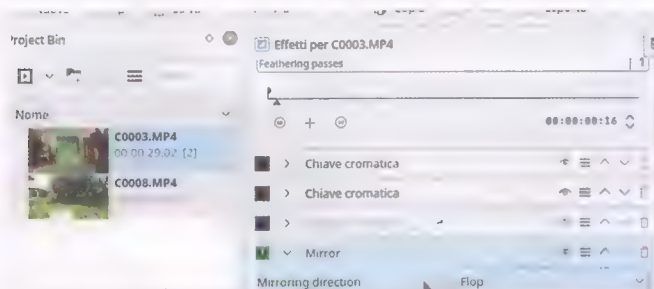 Project Bin
Effetti per C0003.MP4
Feathering passes
1
Nome
00:00:00:16
C0003.MP4
00:00:29:02 [2]
Chiave cromatica
C0008.MP4
Chiave cromatica
Mirror
Mirroring direction
Flop